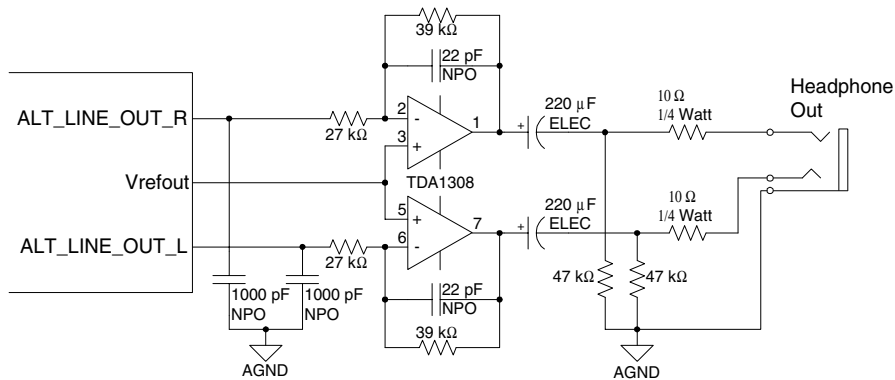 39 kΩ
22 pF
NPO
ALT_LINE_OUT_R
27 kΩ
2
-
3
+
1
TDA1308
220 μF
+
ELEC
10 Ω
1/4 Watt
Headphone
Out
Vrefout
ALT_LINE_OUT_L
27 kΩ
5
+
6
-
7
220 μF
+
ELEC
10 Ω
1/4 Watt
1000 pF
NPO
1000 pF
NPO
22 pF
NPO
39 kΩ
47 kΩ
47 kΩ
AGND
AGND